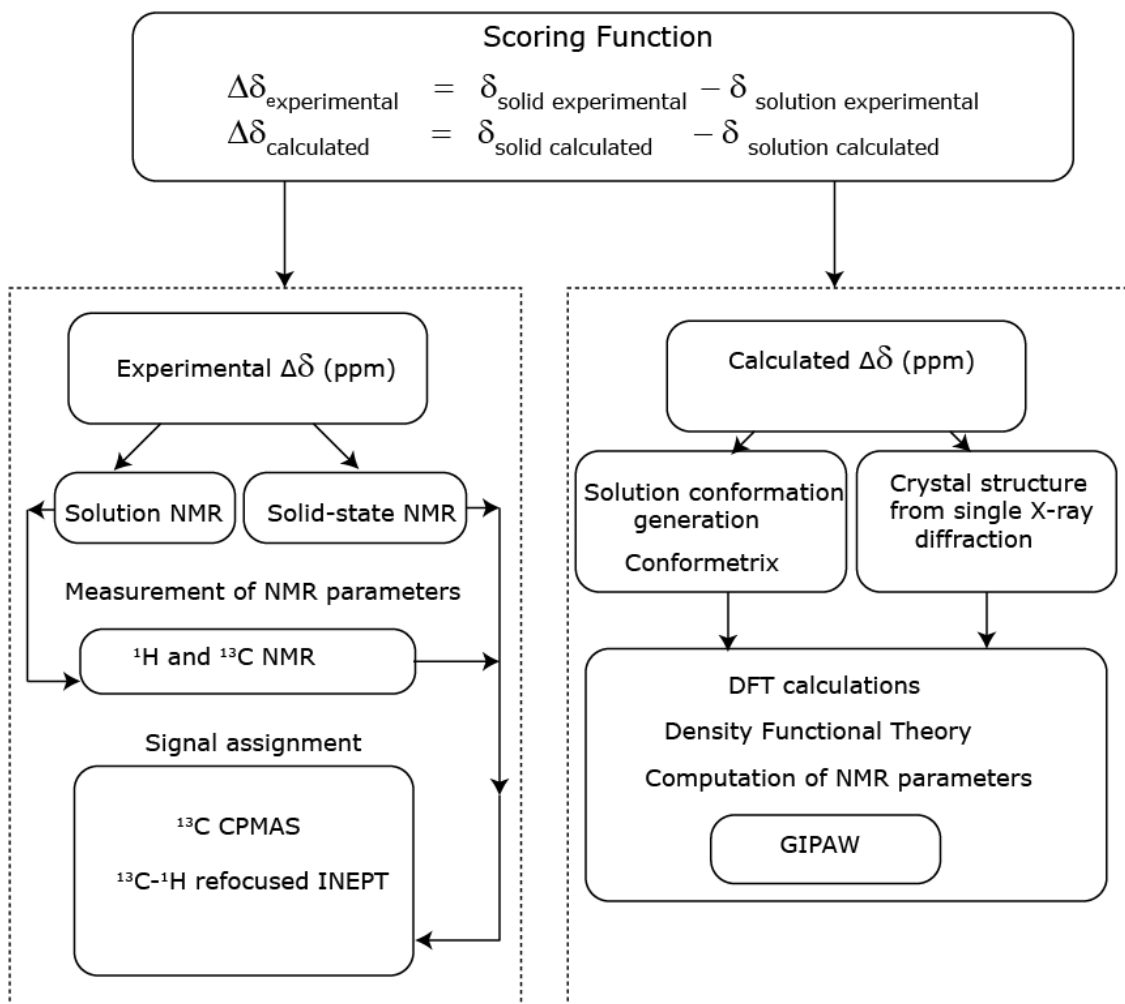 Scoring Function
Δδexperimental = δsolid experimental − δ solution experimental
Δδcalculated = δsolid calculated − δ solution calculated
Experimental Δδ (ppm)
Solution NMR
Solid-state NMR
Measurement of NMR parameters
¹H and ¹³C NMR
Signal assignment
¹³C CPMAS
¹³C-¹H refocused INEPT
Calculated Δδ (ppm)
Solution conformation
generation
Conformetrix
Crystal structure
from single X-ray
diffraction
DFT calculations
Density Functional Theory
Computation of NMR parameters
GIPAW